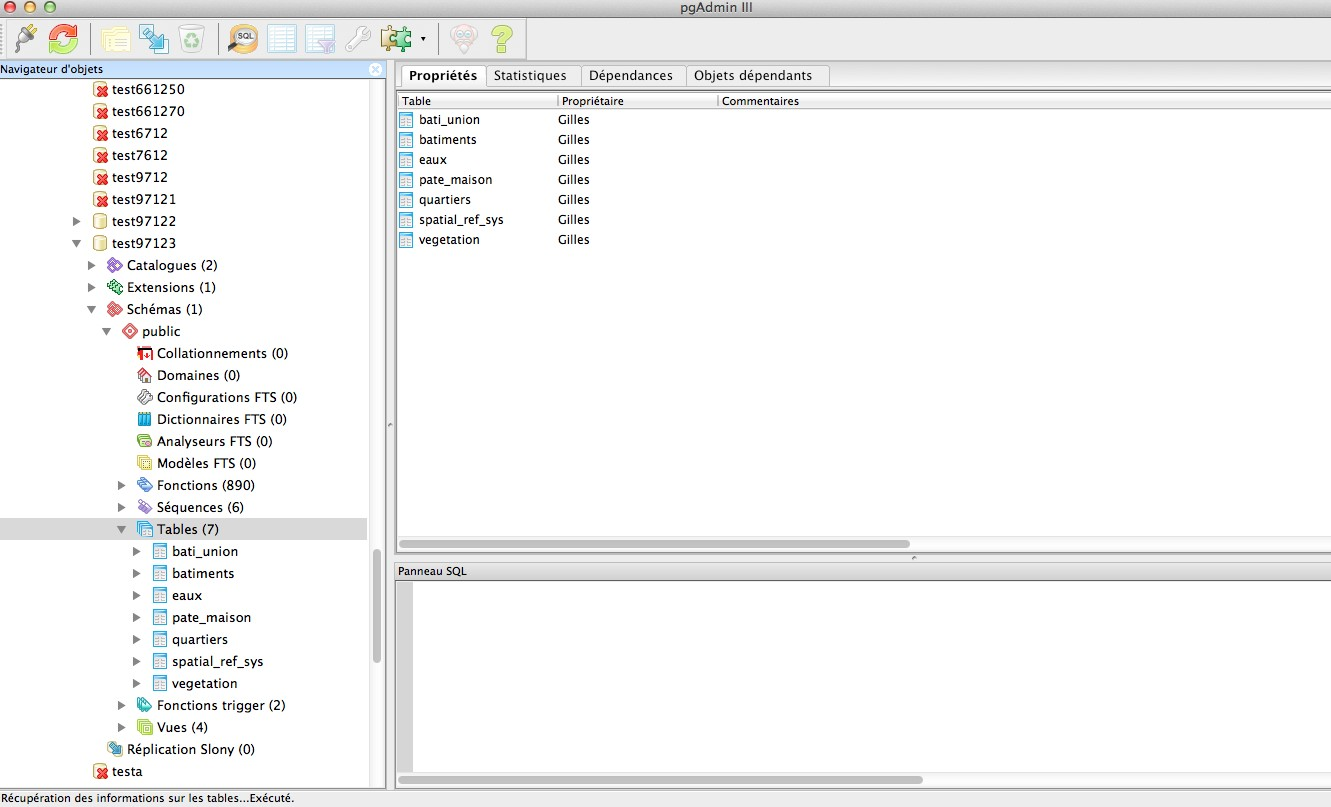 pgAdmin III
SQL
Navigateur d'objets
test661250
test661270
test6712
test7612
test9712
test97121
test97122
test97123
Catalogues (2)
Extensions (1)
Schémas (1)
public
Collationnements (0)
Domaines (0)
Configurations FTS (0)
Dictionnaires FTS (0)
Analyseurs FTS (0)
Modèles FTS (0)
Fonctions (890)
Séquences (6)
Tables (7)
bati_union
batiments
eaux
pate_maison
quartiers
spatial_ref_sys
vegetation
Fonctions trigger (2)
Vues (4)
Réplication Slony (0)
testa
Propriétés Statistiques Dépendances Objets dépendants
Table Propriétaire Commentaires
bati_union Gilles
batiments Gilles
eaux Gilles
pate_maison Gilles
quartiers Gilles
spatial_ref_sys Gilles
vegetation Gilles
Panneau SQL
Récupération des informations sur les tables...Exécuté.